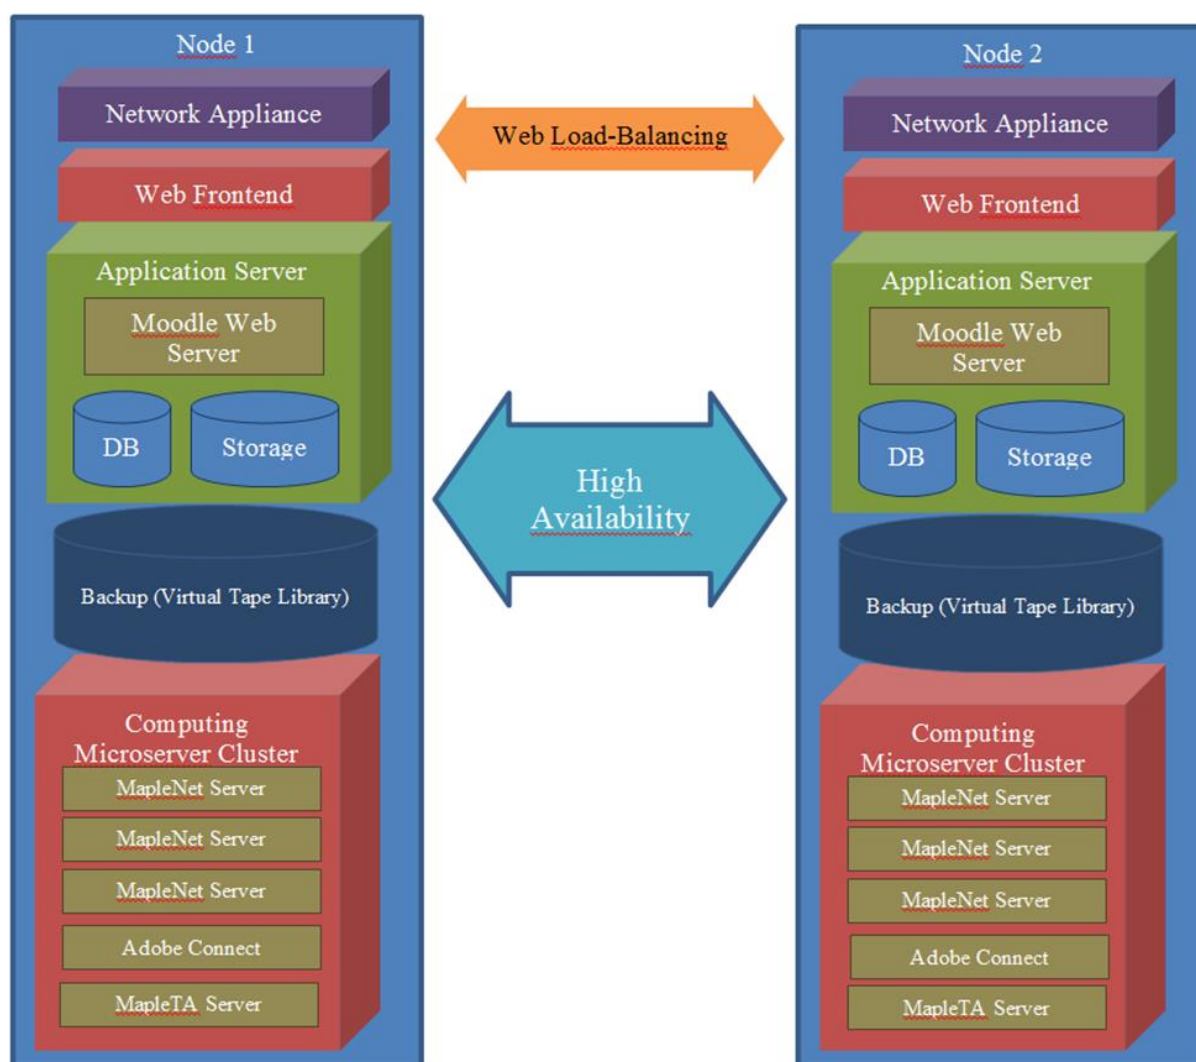 Node 1
Network Appliance
Web Frontend
Application Server
Moodle Web
Server
DB
Storage
Backup (Virtual Tape Library)
Computing
Microserver Cluster
MapleNet Server
MapleNet Server
MapleNet Server
Adobe Connect
MapleTA Server
Web Load-Balancing
High
Availability
Node 2
Network Appliance
Web Frontend
Application Server
Moodle Web
Server
DB
Storage
Backup (Virtual Tape Library)
Computing
Microserver Cluster
MapleNet Server
MapleNet Server
MapleNet Server
Adobe Connect
MapleTA Server